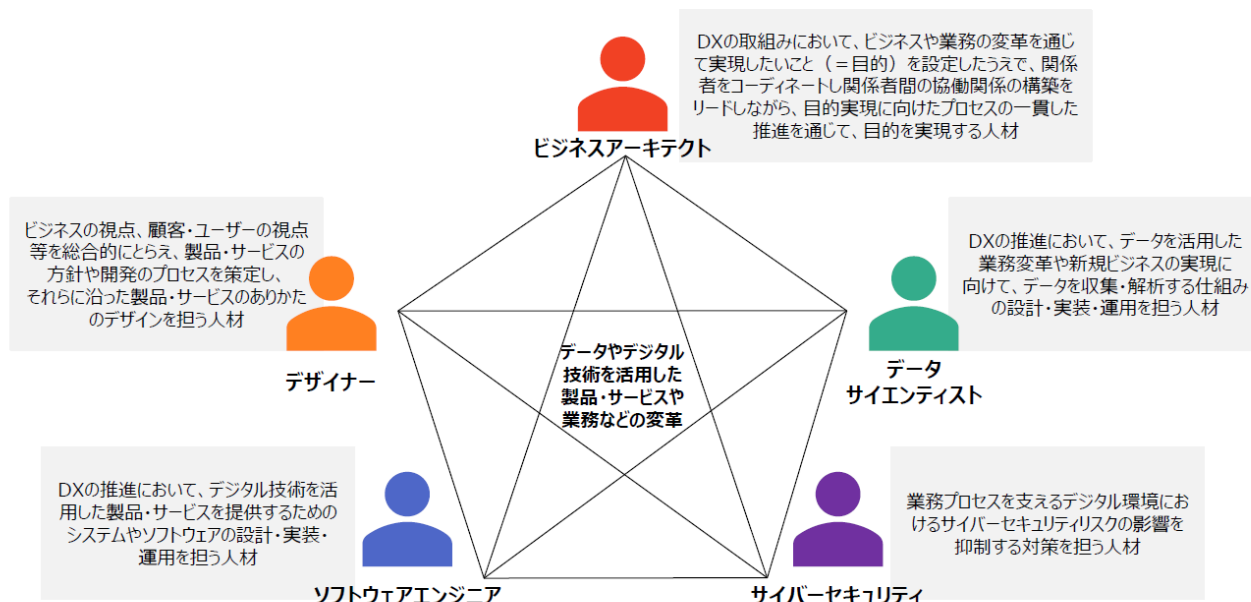 DXの取組みにおいて、ビジネスや業務の変革を通じ
て実現したいこと（＝目的）を設定したうえで、関係
者をコーディネートし関係者間の協働関係の構築を
リードしながら、目的実現に向けたプロセスの一貫した
推進を通じて、目的を実現する人材
ビジネスアーキテクト
ビジネスの視点、顧客・ユーザーの視点
等を総合的にとらえ、製品・サービスの
方針や開発のプロセスを策定し、
それらに沿った製品・サービスのありかた
のデザインを担う人材
デザイナー
DXの推進において、データを活用した
業務変革や新規ビジネスの実現に
向けて、データを収集・解析する仕組み
の設計・実装・運用を担う人材
データ
サイエンティスト
データやデジタル
技術を活用した
製品・サービスや
業務などの変革
DXの推進において、デジタル技術を活
用した製品・サービスを提供するための
システムやソフトウェアの設計・実装・
運用を担う人材
ソフトウェアエンジニア
業務プロセスを支えるデジタル環境にお
けるサイバーセキュリティリスクの影響を
抑制する対策を担う人材
サイバーセキュリティ